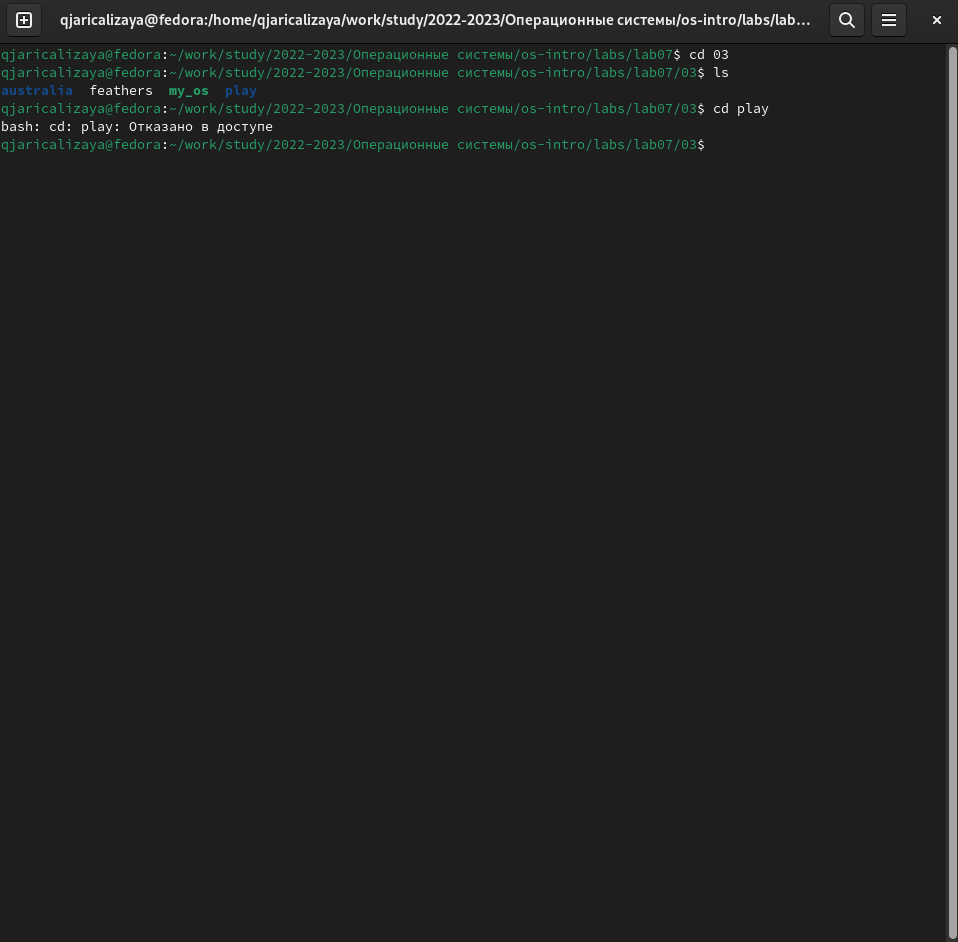 qjaricalizaya@fedora:/home/qjaricalizaya/work/study/2022-2023/Операционные системы/os-intro/labs/lab...
qjaricalizaya@fedora:~/work/study/2022-2023/Операционные системы/os-intro/labs/lab07$ cd 03
qjaricalizaya@fedora:~/work/study/2022-2023/Операционные системы/os-intro/labs/lab07/03$ ls
australia  feathers  my_os  play
qjaricalizaya@fedora:~/work/study/2022-2023/Операционные системы/os-intro/labs/lab07/03$ cd play
bash: cd: play: Отказано в доступе
qjaricalizaya@fedora:~/work/study/2022-2023/Операционные системы/os-intro/labs/lab07/03$